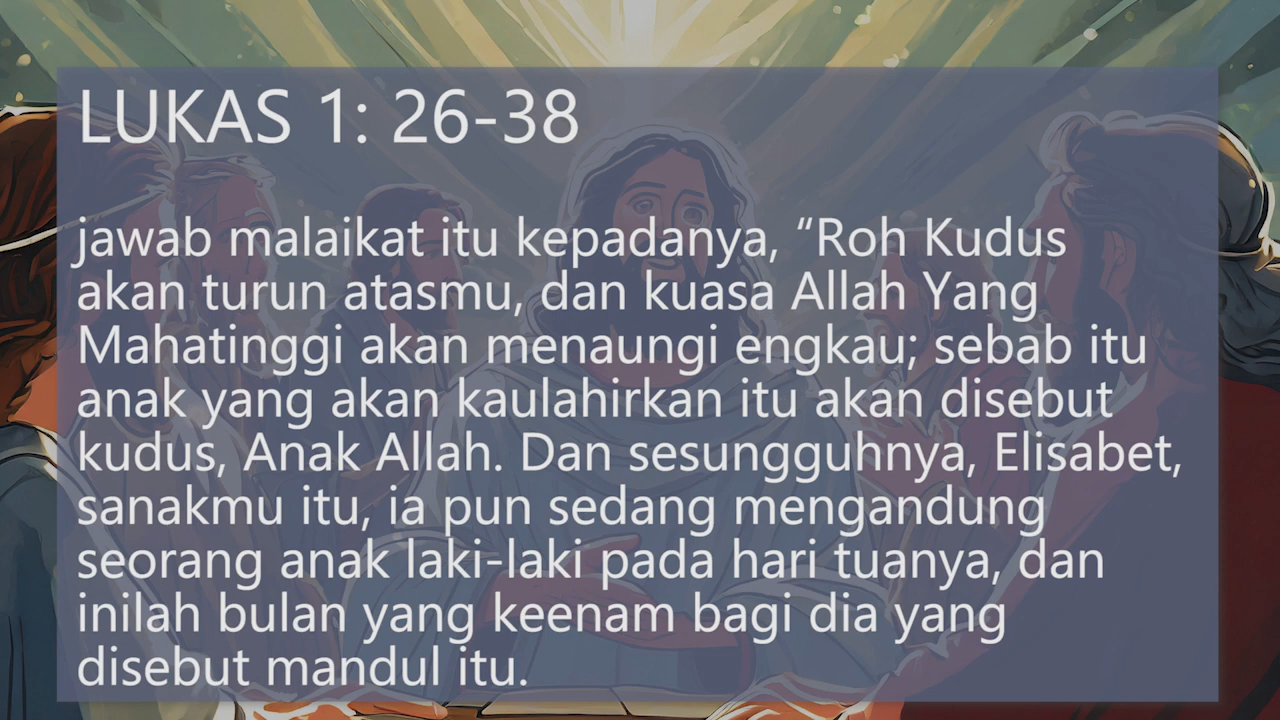 LUKAS 1: 26-38
jawab malaikat itu kepadanya, “Roh Kudus
akan turun atasmu, dan kuasa Allah Yang
Mahatinggi akan menaungi engkau; sebab itu
anak yang akan kaulahirkan itu akan disebut
kudus, Anak Allah. Dan sesungguhnya, Elisabet,
sanakmu itu, ia pun sedang mengandung
seorang anak laki-laki pada hari tuanya, dan
inilah bulan yang keenam bagi dia yang
disebut mandul itu.